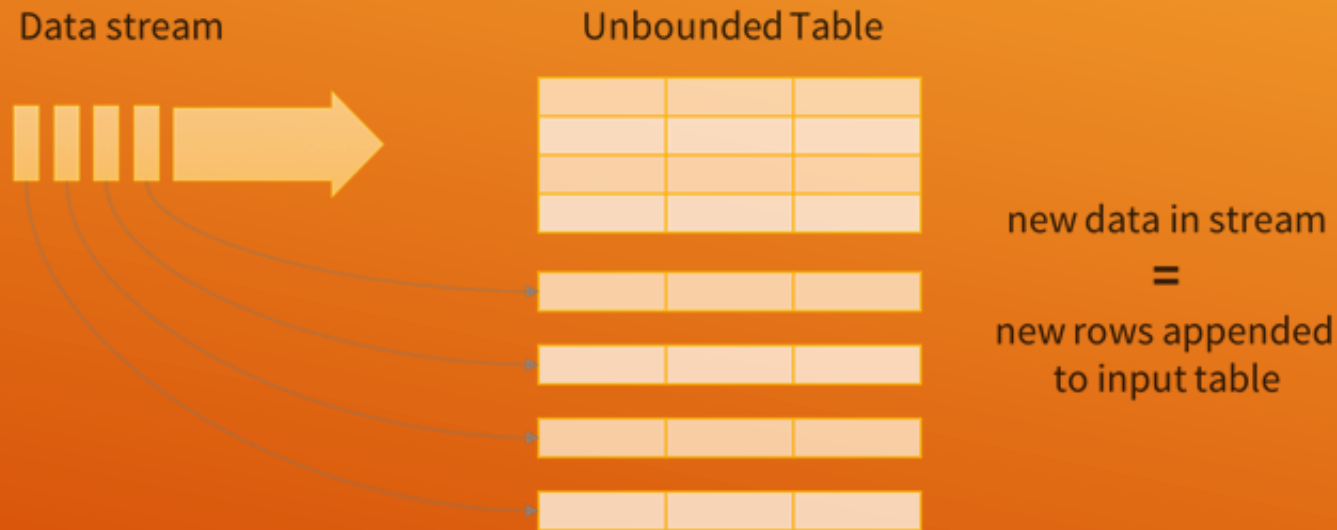 Data stream
Unbounded Table
new data in stream
=
new rows appended
to input table